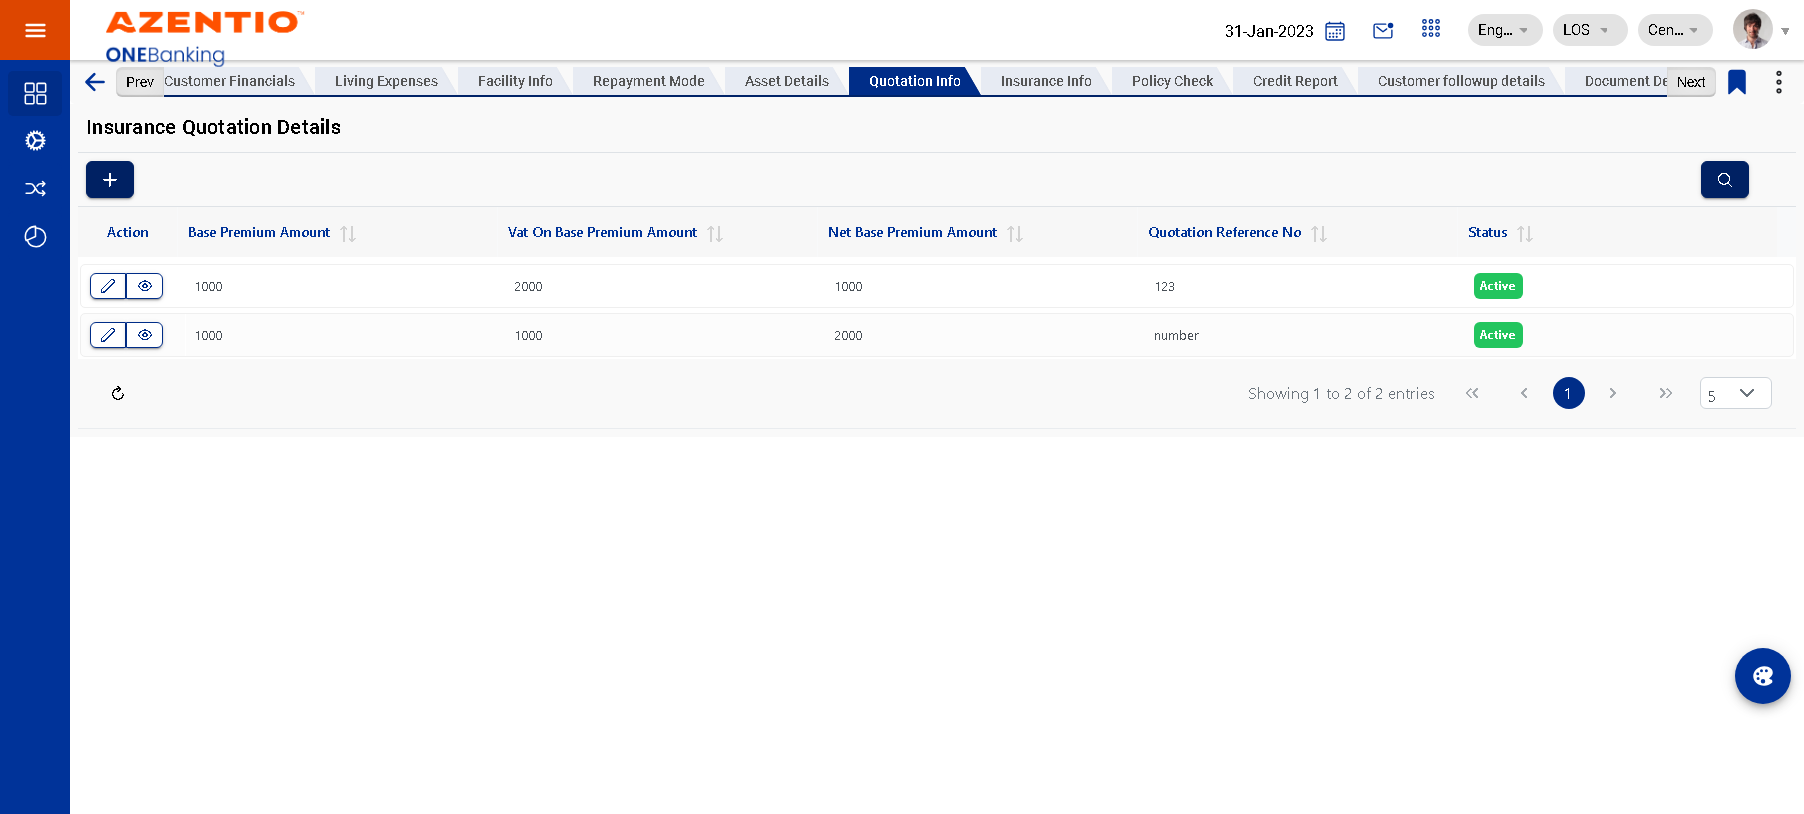 AZENTIO™
ONEBanking
31-Jan-2023 Eng... LOS Cen...
Prev Customer Financials Living Expenses Facility Info Repayment Mode Asset Details Quotation Info Insurance Info Policy Check Credit Report Customer followup details Document De Next
Insurance Quotation Details
Action Base Premium Amount Vat On Base Premium Amount Net Base Premium Amount Quotation Reference No Status
1000 2000 1000 123 Active
1000 1000 2000 number Active
Showing 1 to 2 of 2 entries 1 5